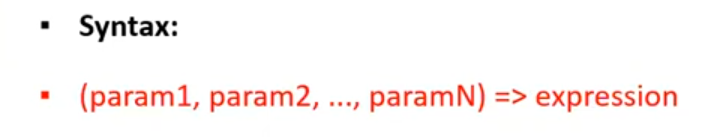 ▪ Syntax:
▪ (param1, param2, ..., paramN) => expression